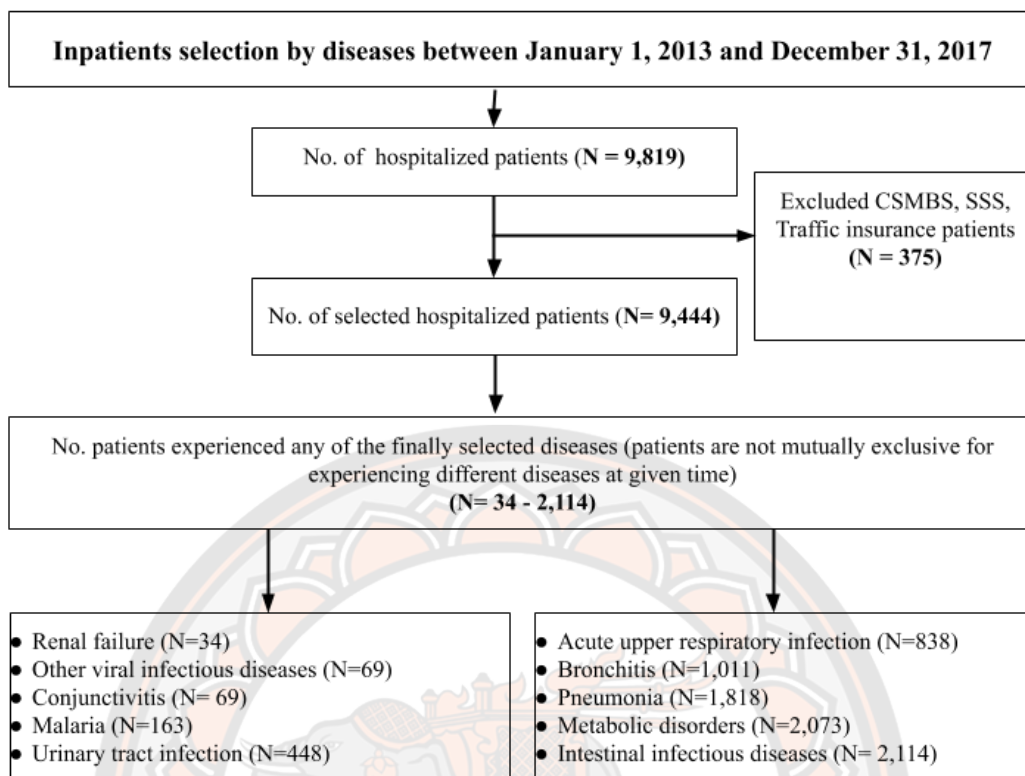 Inpatients selection by diseases between January 1, 2013 and December 31, 2017
No. of hospitalized patients (N = 9,819)
Excluded CSMBS, SSS,
Traffic insurance patients
(N = 375)
No. of selected hospitalized patients (N= 9,444)
No. patients experienced any of the finally selected diseases (patients are not mutually exclusive for
experiencing different diseases at given time)
(N= 34 - 2,114)
● Renal failure (N=34)
● Other viral infectious diseases (N=69)
● Conjunctivitis (N= 69)
● Malaria (N=163)
● Urinary tract infection (N=448)
● Acute upper respiratory infection (N=838)
● Bronchitis (N=1,011)
● Pneumonia (N=1,818)
● Metabolic disorders (N=2,073)
● Intestinal infectious diseases (N= 2,114)